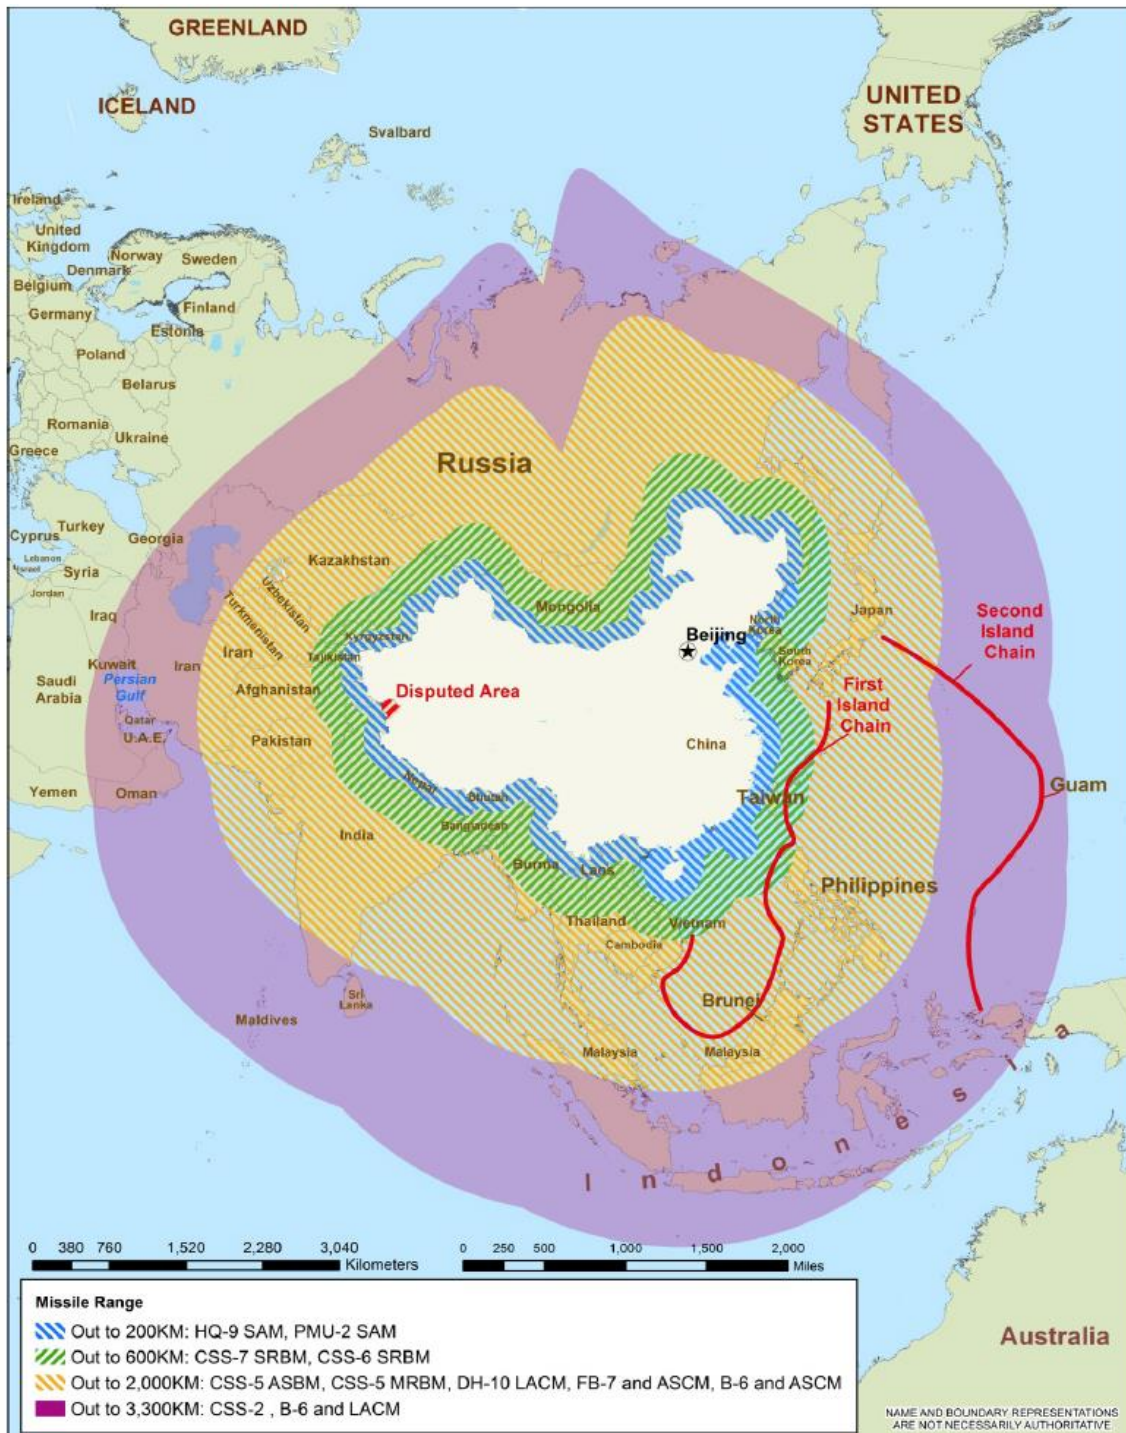 GREENLAND
ICELAND
UNITED
STATES
Svalbard
Ireland
United
Kingdom
Norway
Sweden
Denmark
Belgium
Finland
Germany
Estonia
Poland
Belarus
Romania
Ukraine
Greece
Russia
Turkey
Georgia
Cyprus
Lebanon
Israel
Syria
Jordan
Kazakhstan
Uzbekistan
Turkmenistan
Mongolia
Kyrgyzstan
Tajikistan
Iraq
Iran
Iran
Kuwait
Persian
Gulf
Saudi
Arabia
Qatar
U.A.E.
Afghanistan
Pakistan
Yemen
Oman
Disputed Area
Beijing
North
Korea
South
Korea
Japan
Second
Island
Chain
First
Island
Chain
China
Taiwan
Guam
Nepal
Bhutan
Bangladesh
India
Burma
Laos
Thailand
Vietnam
Cambodia
Philippines
Brunei
Sri
Lanka
Maldives
Malaysia
Malaysia
Indonesia
Australia
0 380 760 1,520 2,280 3,040
Kilometers
0 250 500 1,000 1,500 2,000
Miles
Missile Range
Out to 200KM: HQ-9 SAM, PMU-2 SAM
Out to 600KM: CSS-7 SRBM, CSS-6 SRBM
Out to 2,000KM: CSS-5 ASBM, CSS-5 MRBM, DH-10 LACM, FB-7 and ASCM, B-6 and ASCM
Out to 3,300KM: CSS-2 , B-6 and LACM
NAME AND BOUNDARY REPRESENTATIONS
ARE NOT NECESSARILY AUTHORITATIVE.